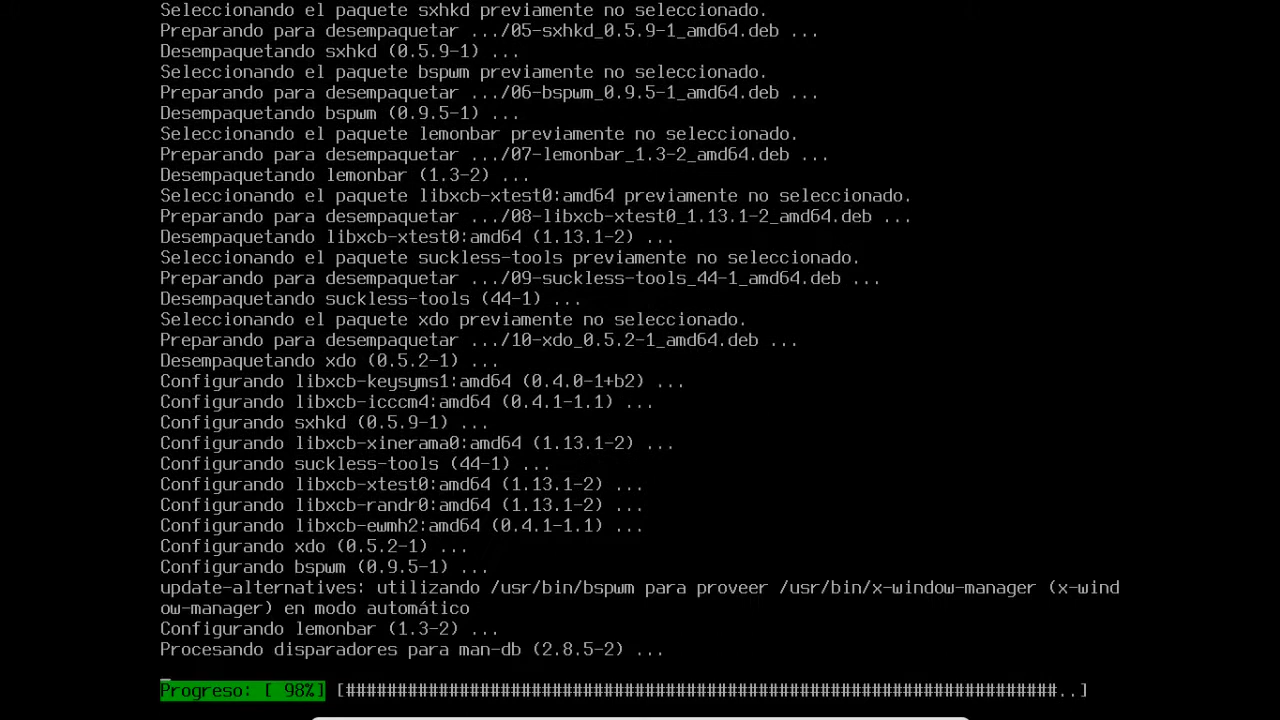 Seleccionando el paquete sxhkd previamente no seleccionado.
Preparando para desempaquetar .../05-sxhkd_0.5.9-1_amd64.deb ...
Desempaquetando sxhkd (0.5.9-1) ...
Seleccionando el paquete bspwm previamente no seleccionado.
Preparando para desempaquetar .../06-bspwm_0.9.5-1_amd64.deb ...
Desempaquetando bspwm (0.9.5-1) ...
Seleccionando el paquete lemonbar previamente no seleccionado.
Preparando para desempaquetar .../07-lemonbar_1.3-2_amd64.deb ...
Desempaquetando lemonbar (1.3-2) ...
Seleccionando el paquete libxcb-xtest0:amd64 previamente no seleccionado.
Preparando para desempaquetar .../08-libxcb-xtest0_1.13.1-2_amd64.deb ...
Desempaquetando libxcb-xtest0:amd64 (1.13.1-2) ...
Seleccionando el paquete suckless-tools previamente no seleccionado.
Preparando para desempaquetar .../09-suckless-tools_44-1_amd64.deb ...
Desempaquetando suckless-tools (44-1) ...
Seleccionando el paquete xdo previamente no seleccionado.
Preparando para desempaquetar .../10-xdo_0.5.2-1_amd64.deb ...
Desempaquetando xdo (0.5.2-1) ...
Configurando libxcb-keysyms1:amd64 (0.4.0-1+b2) ...
Configurando libxcb-icccm4:amd64 (0.4.1-1.1) ...
Configurando sxhkd (0.5.9-1) ...
Configurando libxcb-xinerama0:amd64 (1.13.1-2) ...
Configurando suckless-tools (44-1) ...
Configurando libxcb-xtest0:amd64 (1.13.1-2) ...
Configurando libxcb-randr0:amd64 (1.13.1-2) ...
Configurando libxcb-ewmh2:amd64 (0.4.1-1.1) ...
Configurando xdo (0.5.2-1) ...
Configurando bspwm (0.9.5-1) ...
update-alternatives: utilizando /usr/bin/bspwm para proveer /usr/bin/x-window-manager (x-wind
ow-manager) en modo automático
Configurando lemonbar (1.3-2) ...
Procesando disparadores para man-db (2.8.5-2) ...
Progreso: [ 98%] [#####################################################################..]